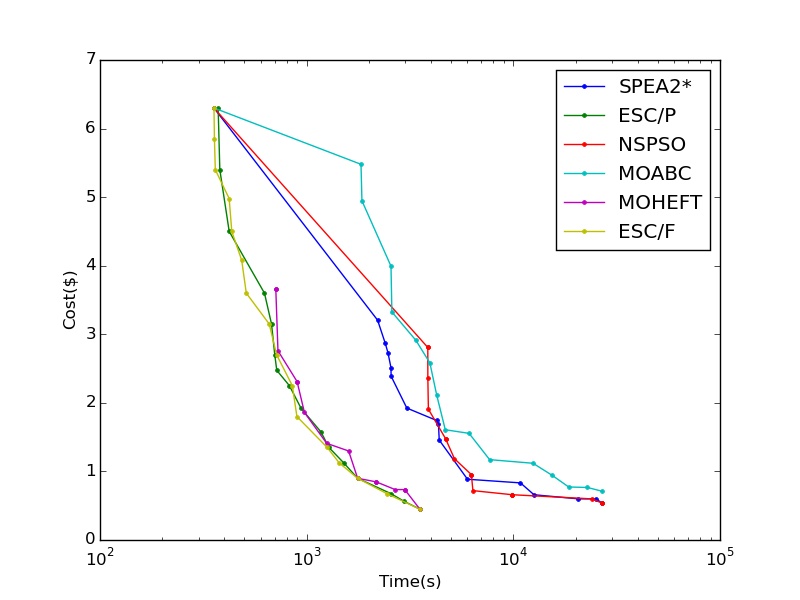 7
6
5
4
3
2
1
0
Cost($)
10^2
10^3
10^4
10^5
Time(s)
SPEA2*
ESC/P
NSPSO
MOABC
MOHEFT
ESC/F